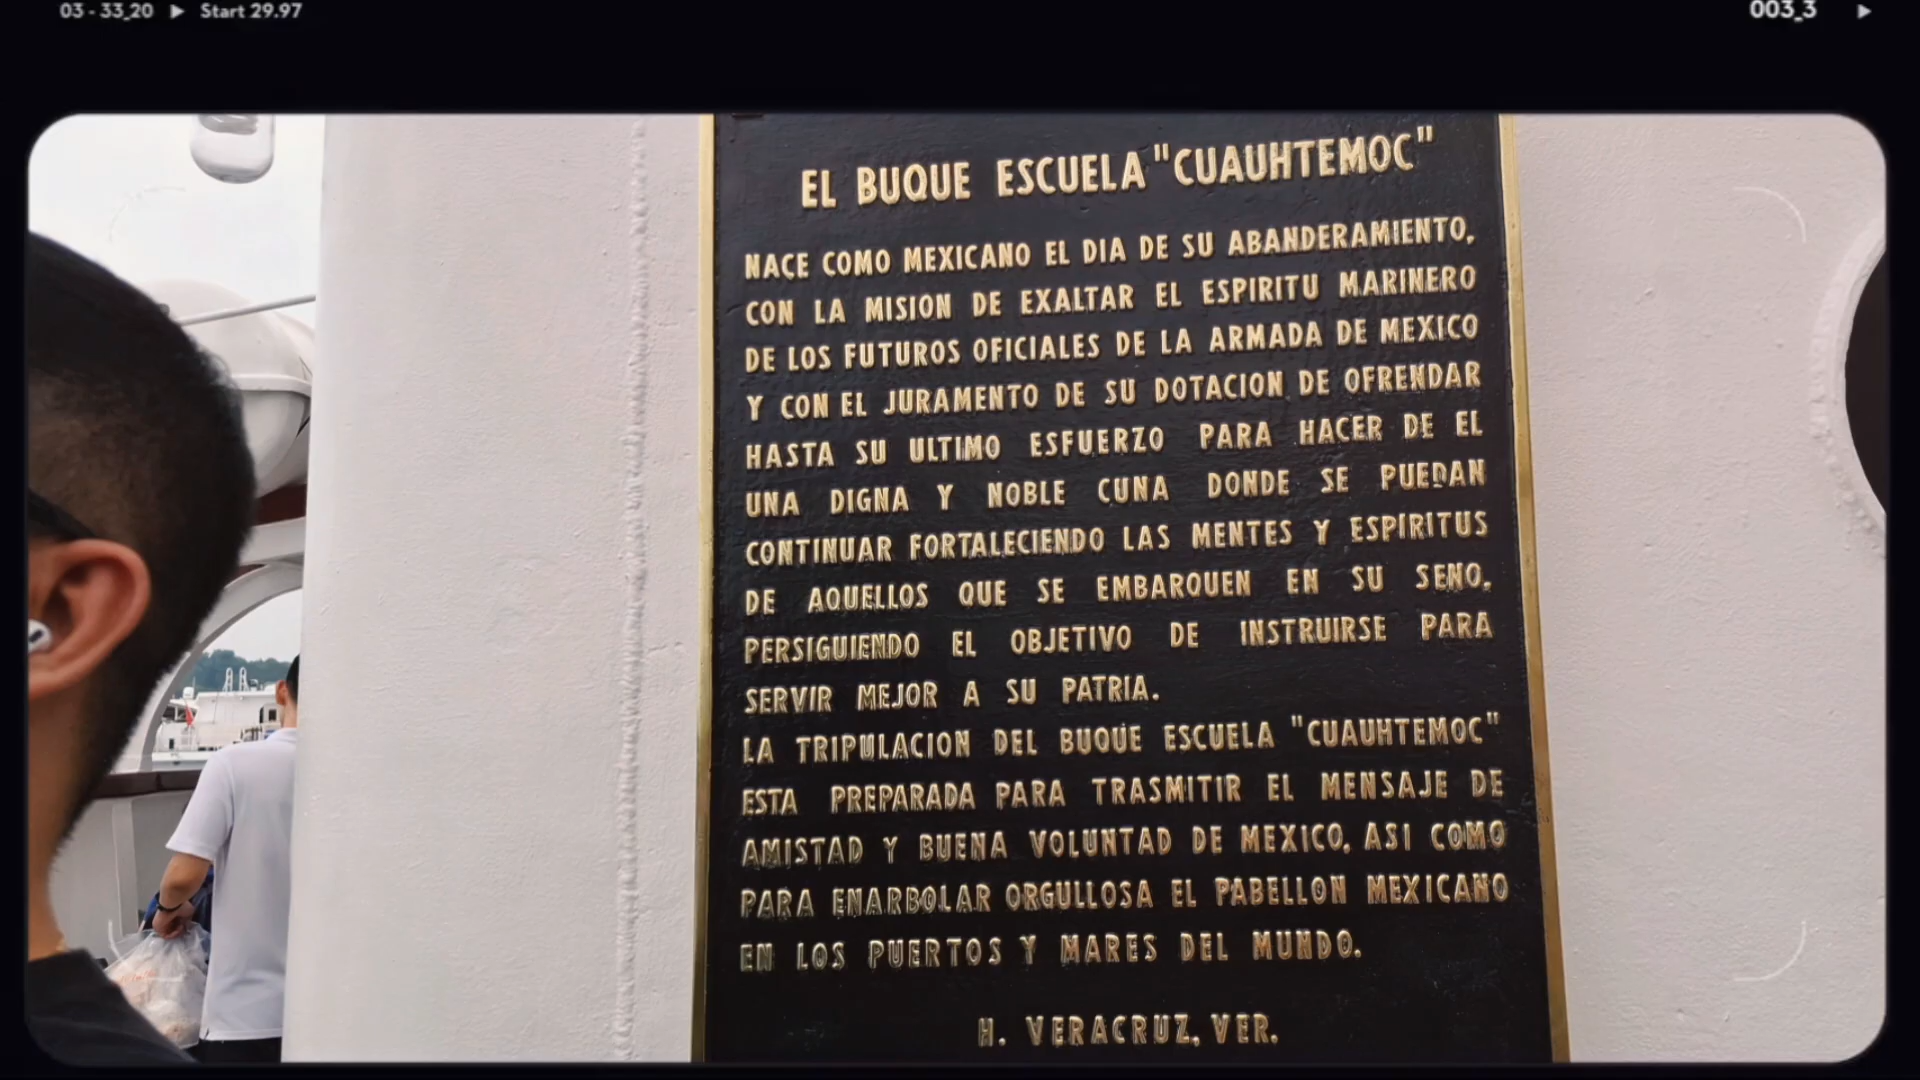 03 - 33_20 ▶ Start 29.97
003_3 ▶
EL BUQUE ESCUELA "CUAUHTEMOC"
NACE COMO MEXICANO EL DIA DE SU ABANDERAMIENTO,
CON LA MISION DE EXALTAR EL ESPIRITU MARINERO
DE LOS FUTUROS OFICIALES DE LA ARMADA DE MEXICO
Y CON EL JURAMENTO DE SU DOTACION DE OFRENDAR
HASTA SU ULTIMO ESFUERZO PARA HACER DE EL
UNA DIGNA Y NOBLE CUNA DONDE SE PUEDAN
CONTINUAR FORTALECIENDO LAS MENTES Y ESPIRITUS
DE AQUELLOS QUE SE EMBARQUEN EN SU SENO,
PERSIGUIENDO EL OBJETIVO DE INSTRUIRSE PARA
SERVIR MEJOR A SU PATRIA.
LA TRIPULACION DEL BUQUE ESCUELA "CUAUHTEMOC"
ESTA PREPARADA PARA TRASMITIR EL MENSAJE DE
AMISTAD Y BUENA VOLUNTAD DE MEXICO, ASI COMO
PARA ENARBOLAR ORGULLOSA EL PABELLON MEXICANO
EN LOS PUERTOS Y MARES DEL MUNDO.
H. VERACRUZ, VER.